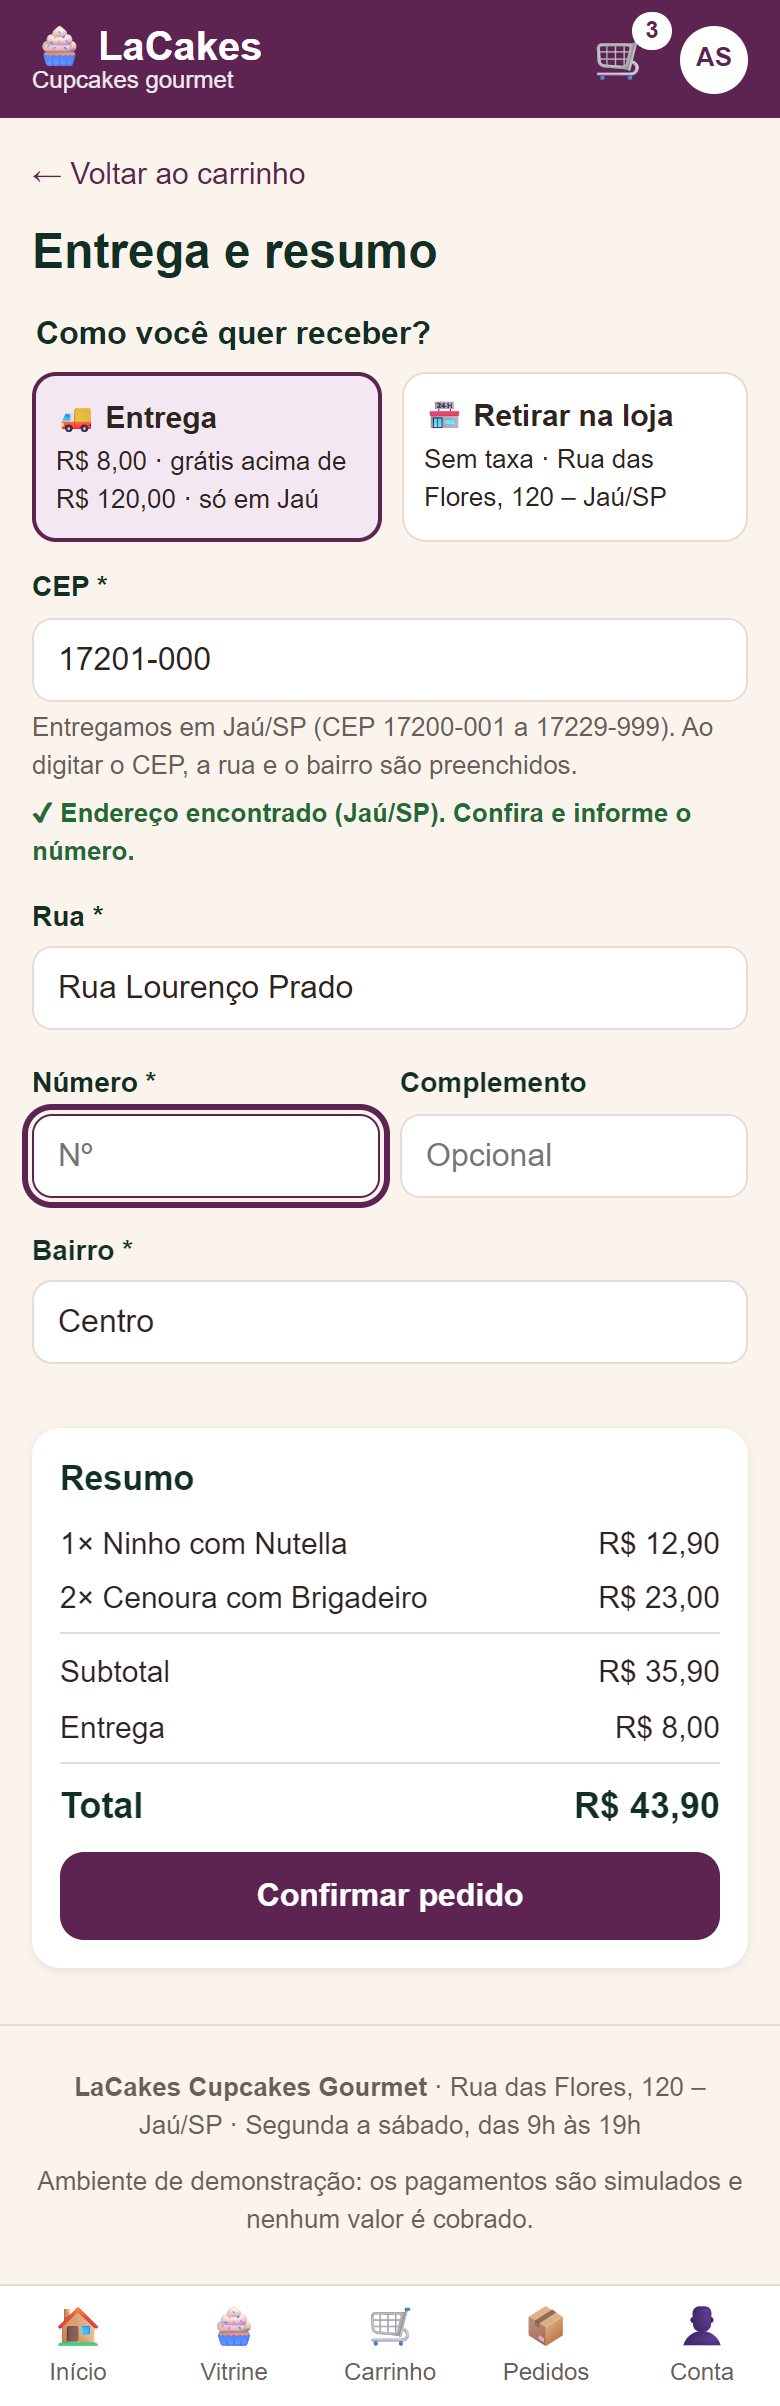 LaCakes
Cupcakes gourmet
3
AS
← Voltar ao carrinho
Entrega e resumo
Como você quer receber?
Entrega
R$ 8,00 · grátis acima de
R$ 120,00 · só em Jaú
Retirar na loja
Sem taxa · Rua das
Flores, 120 – Jaú/SP
CEP *
17201-000
Entregamos em Jaú/SP (CEP 17200-001 a 17229-999). Ao
digitar o CEP, a rua e o bairro são preenchidos.
✔ Endereço encontrado (Jaú/SP). Confira e informe o
número.
Rua *
Rua Lourenço Prado
Número *
Nº
Complemento
Opcional
Bairro *
Centro
Resumo
1× Ninho com Nutella R$ 12,90
2× Cenoura com Brigadeiro R$ 23,00
Subtotal R$ 35,90
Entrega R$ 8,00
Total R$ 43,90
Confirmar pedido
LaCakes Cupcakes Gourmet · Rua das Flores, 120 –
Jaú/SP · Segunda a sábado, das 9h às 19h
Ambiente de demonstração: os pagamentos são simulados e
nenhum valor é cobrado.
Início Vitrine Carrinho Pedidos Conta